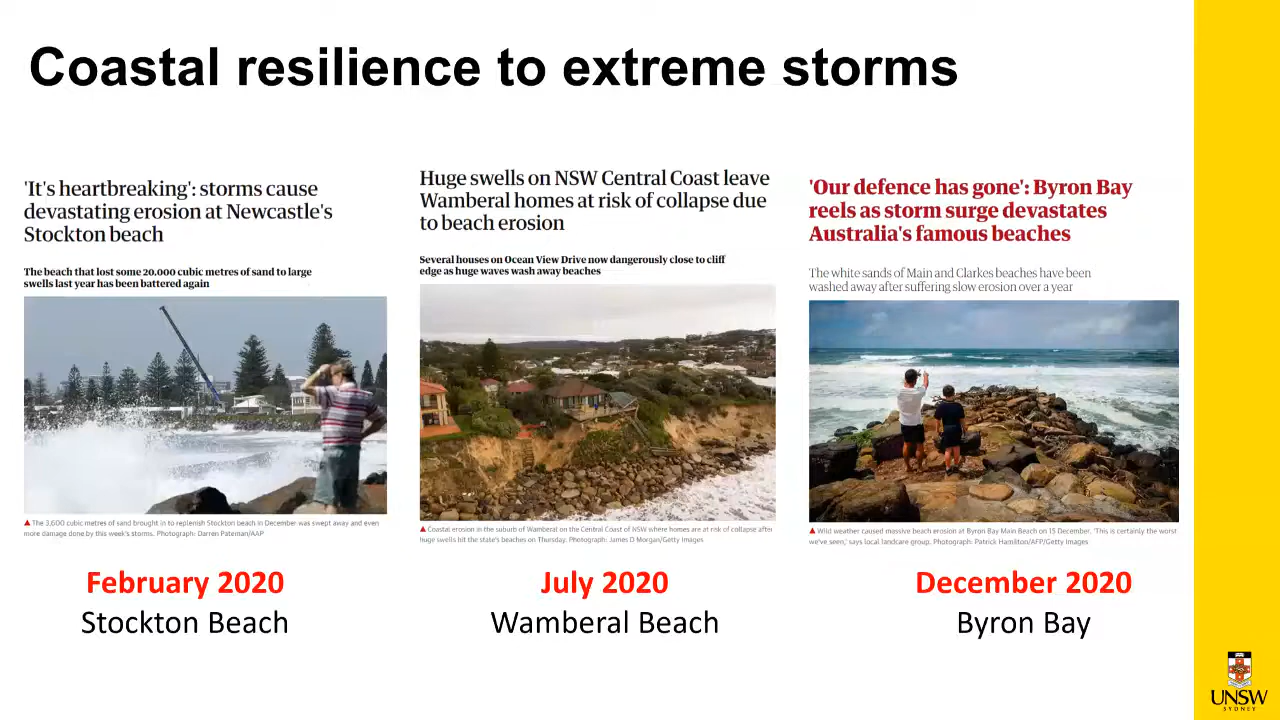 Coastal resilience to extreme storms
'It's heartbreaking': storms cause
devastating erosion at Newcastle's
Stockton beach
The beach that lost some 20.000 cubic metres of sand to large
swells last year has been battered again
▲ The 3,600 cubic metres of sand brought in to replenish Stockton beach in December was swept away and even
more damage done by this week's storms. Photograph: Darren Pateman/AAP
February 2020
Stockton Beach
Huge swells on NSW Central Coast leave
Wamberal homes at risk of collapse due
to beach erosion
Several houses on Ocean View Drive now dangerously close to cliff
edge as huge waves wash away beaches
▲ Coastal erosion in the suburb of Wamberal on the Central Coast of NSW where homes are at risk of collapse after
huge swells bit the state's beaches on Thursday. Photograph: James D Morgan/Getty Images
July 2020
Wamberal Beach
'Our defence has gone': Byron Bay
reels as storm surge devastates
Australia's famous beaches
The white sands of Main and Clarkes beaches have been
washed away after suffering slow erosion over a year
▲ Wild weather caused massive beach erosion at Byron Bay Main Beach on 15 December. 'This is certainly the worst
we've seen,' says local landcare group. Photograph: Patrick Hamilton/AFP/Getty Images
December 2020
Byron Bay
UNSW
SYDNEY